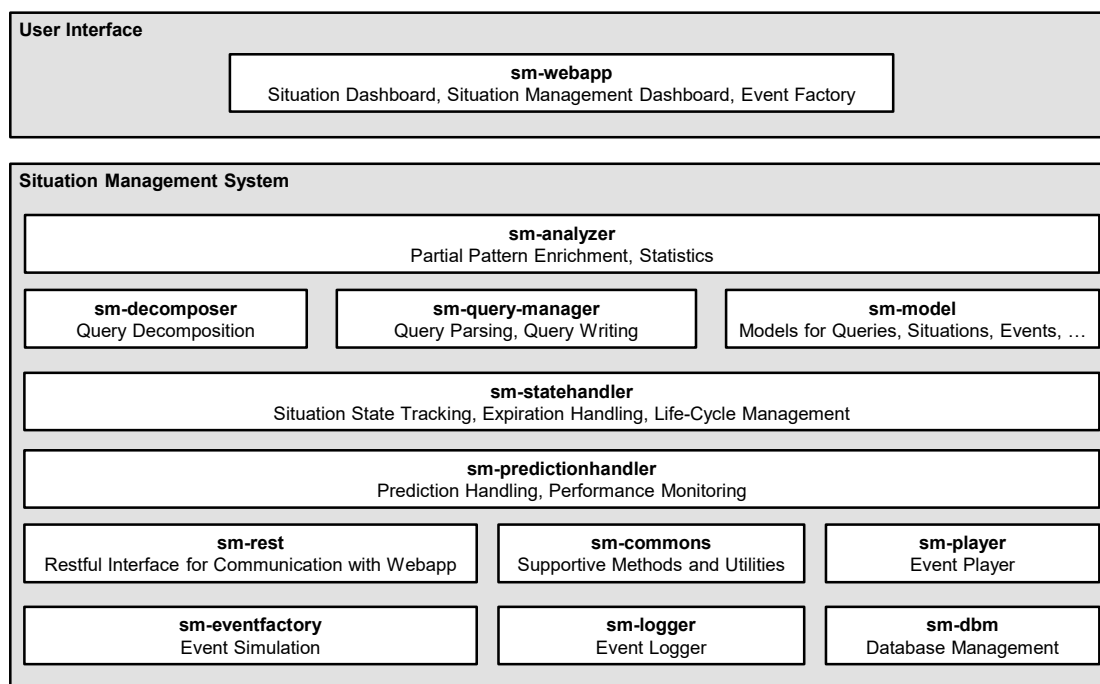 User Interface
sm-webapp
Situation Dashboard, Situation Management Dashboard, Event Factory
Situation Management System
sm-analyzer
Partial Pattern Enrichment, Statistics
sm-decomposer
Query Decomposition
sm-query-manager
Query Parsing, Query Writing
sm-model
Models for Queries, Situations, Events, …
sm-statehandler
Situation State Tracking, Expiration Handling, Life-Cycle Management
sm-predictionhandler
Prediction Handling, Performance Monitoring
sm-rest
Restful Interface for Communication with Webapp
sm-commons
Supportive Methods and Utilities
sm-player
Event Player
sm-eventfactory
Event Simulation
sm-logger
Event Logger
sm-dbm
Database Management